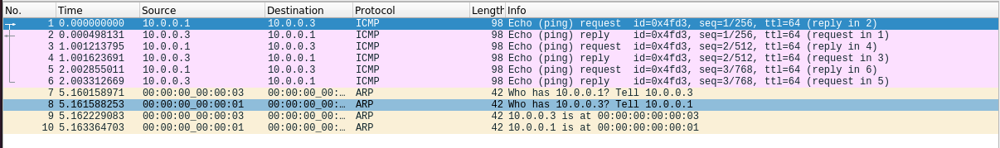 No. Time Source Destination Protocol Length Info
1 0.000000000 10.0.0.1 10.0.0.3 ICMP 98 Echo (ping) request id=0x4fd3, seq=1/256, ttl=64 (reply in 2)
2 0.000498131 10.0.0.3 10.0.0.1 ICMP 98 Echo (ping) reply id=0x4fd3, seq=1/256, ttl=64 (request in 1)
3 1.001213795 10.0.0.1 10.0.0.3 ICMP 98 Echo (ping) request id=0x4fd3, seq=2/512, ttl=64 (reply in 4)
4 1.001623691 10.0.0.3 10.0.0.1 ICMP 98 Echo (ping) reply id=0x4fd3, seq=2/512, ttl=64 (request in 3)
5 2.002855011 10.0.0.1 10.0.0.3 ICMP 98 Echo (ping) request id=0x4fd3, seq=3/768, ttl=64 (reply in 6)
6 2.003312669 10.0.0.3 10.0.0.1 ICMP 98 Echo (ping) reply id=0x4fd3, seq=3/768, ttl=64 (request in 5)
7 5.160158971 00:00:00_00:00:03 00:00:00_00:… ARP 42 Who has 10.0.0.1? Tell 10.0.0.3
8 5.161588253 00:00:00_00:00:01 00:00:00_00:… ARP 42 Who has 10.0.0.3? Tell 10.0.0.1
9 5.162229083 00:00:00_00:00:03 00:00:00_00:… ARP 42 10.0.0.3 is at 00:00:00:00:00:03
10 5.163364703 00:00:00_00:00:01 00:00:00_00:… ARP 42 10.0.0.1 is at 00:00:00:00:00:01